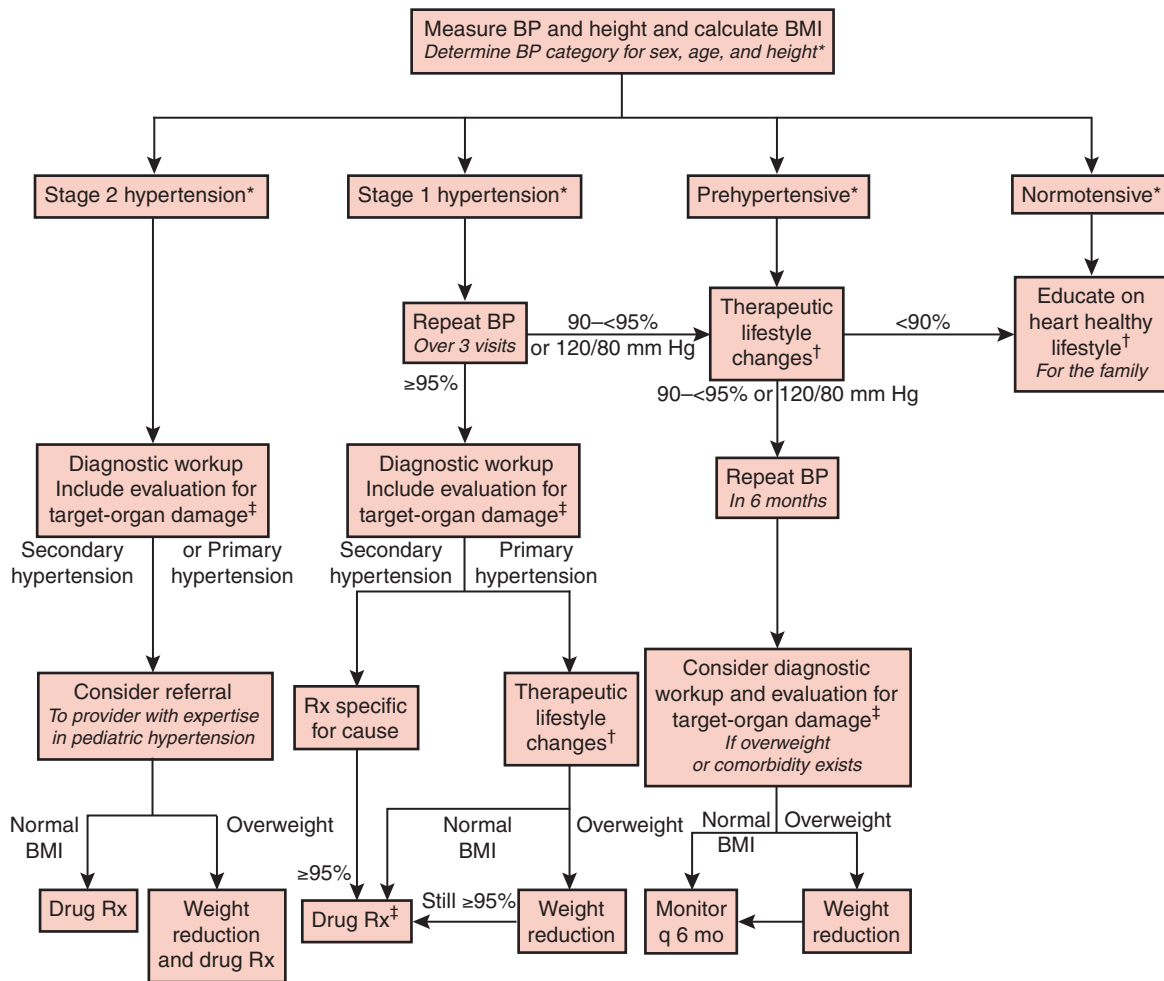 Measure BP and height and calculate BMI
Determine BP category for sex, age, and height*
Stage 2 hypertension*
Stage 1 hypertension*
Prehypertensive*
Normotensive*
Repeat BP
Over 3 visits
90–<95%
or 120/80 mm Hg
Therapeutic
lifestyle
changes†
<90%
Educate on
heart healthy
lifestyle†
For the family
≥95%
90–<95% or 120/80 mm Hg
Diagnostic workup
Include evaluation for
target-organ damage‡
Diagnostic workup
Include evaluation for
target-organ damage‡
Repeat BP
In 6 months
Secondary
hypertension
or Primary
hypertension
Secondary
hypertension
Primary
hypertension
Consider referral
To provider with expertise
in pediatric hypertension
Rx specific
for cause
Therapeutic
lifestyle
changes†
Consider diagnostic
workup and evaluation for
target-organ damage‡
If overweight
or comorbidity exists
Normal
BMI
Overweight
≥95%
Normal
BMI
Overweight
Normal
BMI
Overweight
Drug Rx
Weight
reduction
and drug Rx
Drug Rx‡
Still ≥95%
Weight
reduction
Monitor
q 6 mo
Weight
reduction